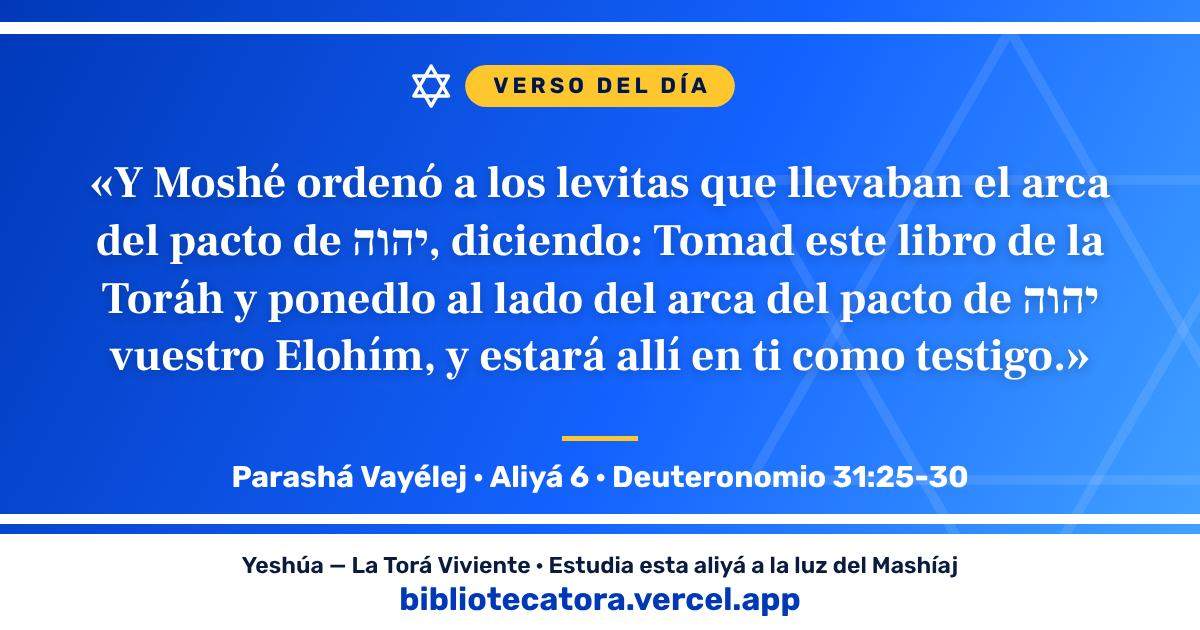 VERSO DEL DÍA
«Y Moshé ordenó a los levitas que llevaban el arca
del pacto de יהוה, diciendo: Tomad este libro de la
Toráh y ponedlo al lado del arca del pacto de יהוה
vuestro Elohím, y estará allí en ti como testigo.»
Parashá Vayélej • Aliyá 6 • Deuteronomio 31:25-30
Yeshúa — La Torá Viviente • Estudia esta aliyá a la luz del Mashíaj
bibliotecatora.vercel.app